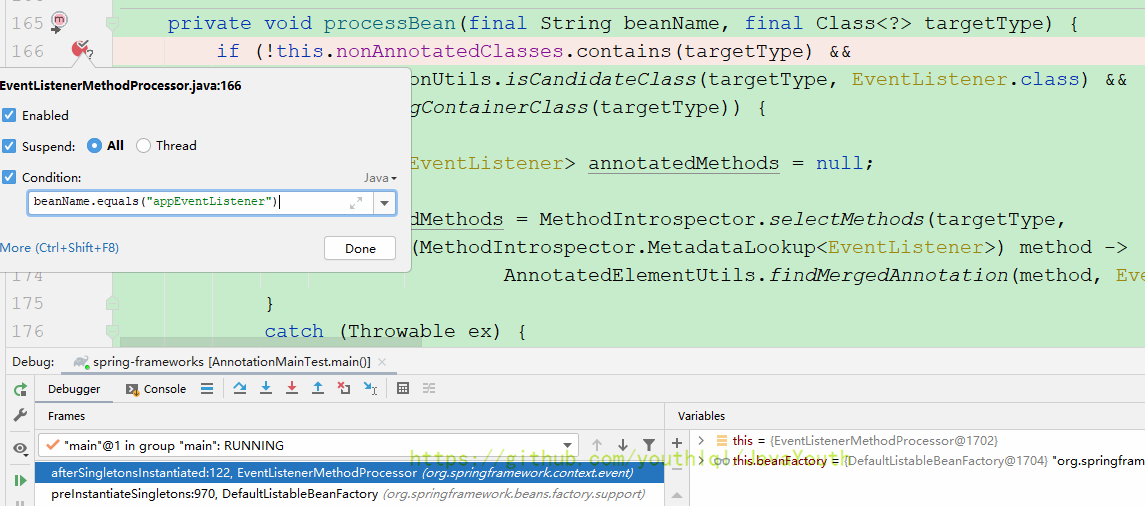 165 private void processBean(final String beanName, final Class<?> targetType) {
166 if (!this.nonAnnotatedClasses.contains(targetType) &&
onUtils.isCandidateClass(targetType, EventListener.class) &&
EventListenerMethodProcessor.java:166
gContainerClass(targetType)) {
Enabled
Suspend: All Thread
EventListener> annotatedMethods = null;
Condition: Java
beanName.equals("appEventListener")
dMethods = MethodIntrospector.selectMethods(targetType,
More (Ctrl+Shift+F8) Done
(MethodIntrospector.MetadataLookup<EventListener>) method ->
174 AnnotatedElementUtils.findMergedAnnotation(method, Eve
175 }
176 catch (Throwable ex) {
Debug: spring-frameworks [AnnotationMainTest.main()]
Debugger Console
Frames Variables
"main"@1 in group "main": RUNNING
this = {EventListenerMethodProcessor@1702}
https://github.com/youthlql/JavaYouth
afterSingletonsInstantiated:122, EventListenerMethodProcessor (org.springframework.context.event)
this.beanFactory = {DefaultListableBeanFactory@1704} "org.springfram
preInstantiateSingletons:970, DefaultListableBeanFactory (org.springframework.beans.factory.support)